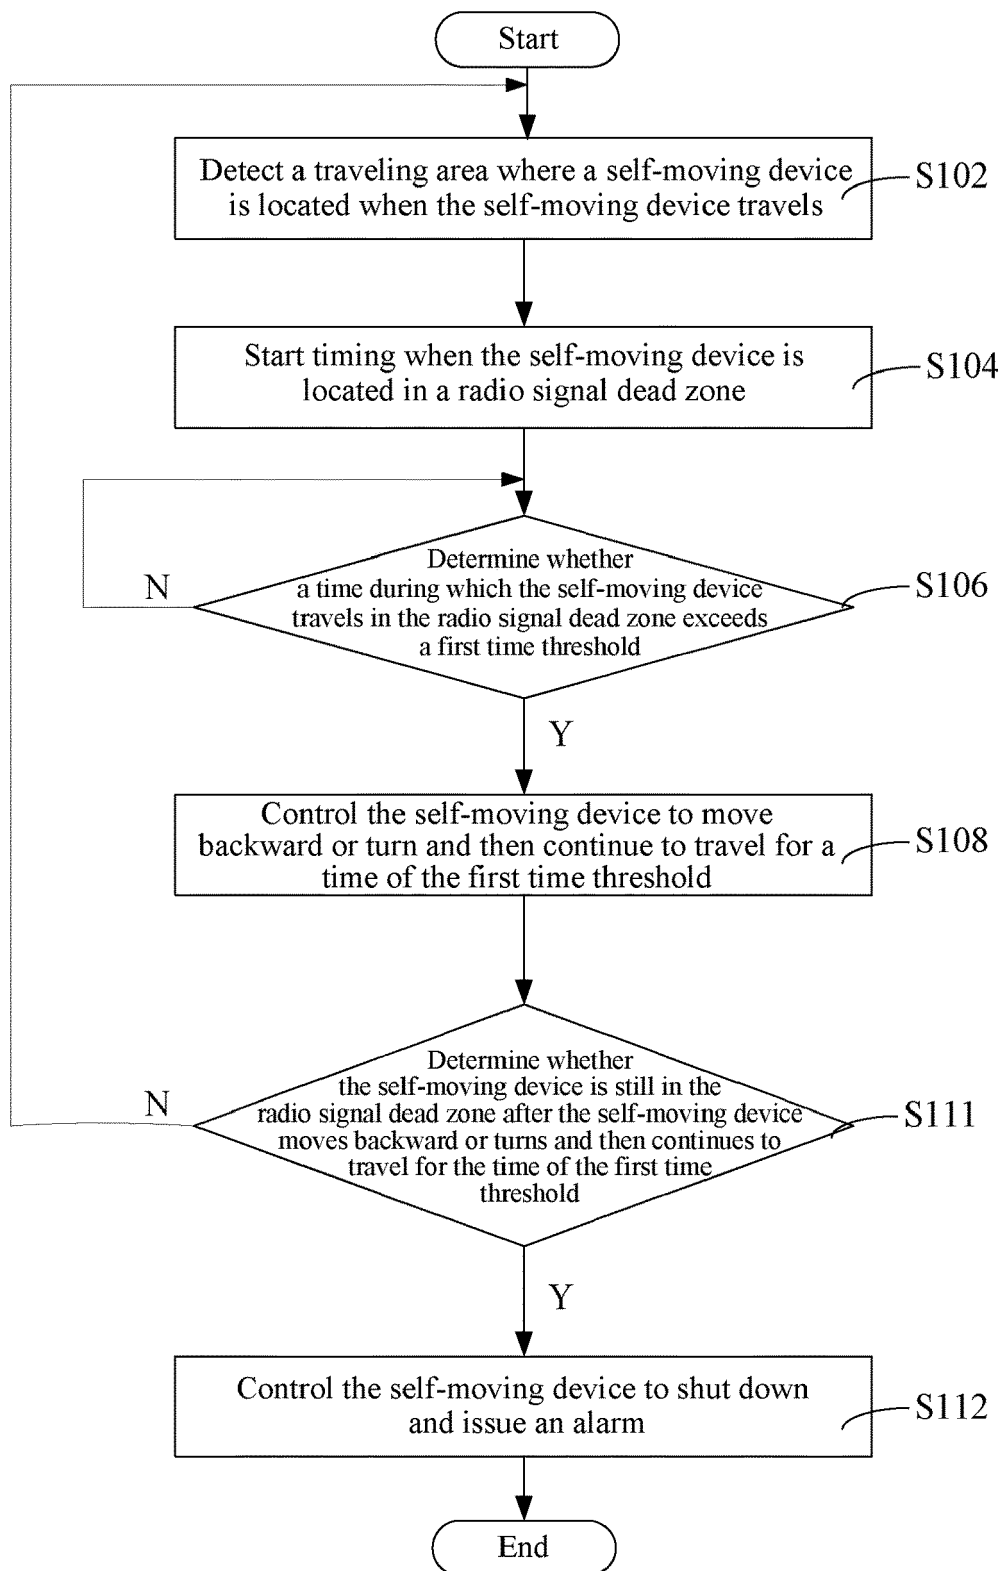 Start
Detect a traveling area where a self-moving device
is located when the self-moving device travels
S102
Start timing when the self-moving device is
located in a radio signal dead zone
S104
Determine whether
a time during which the self-moving device
travels in the radio signal dead zone exceeds
a first time threshold
S106
N
Y
Control the self-moving device to move
backward or turn and then continue to travel for a
time of the first time threshold
S108
Determine whether
the self-moving device is still in the
radio signal dead zone after the self-moving device
moves backward or turns and then continues to
travel for the time of the first time
threshold
S111
N
Y
Control the self-moving device to shut down
and issue an alarm
S112
End